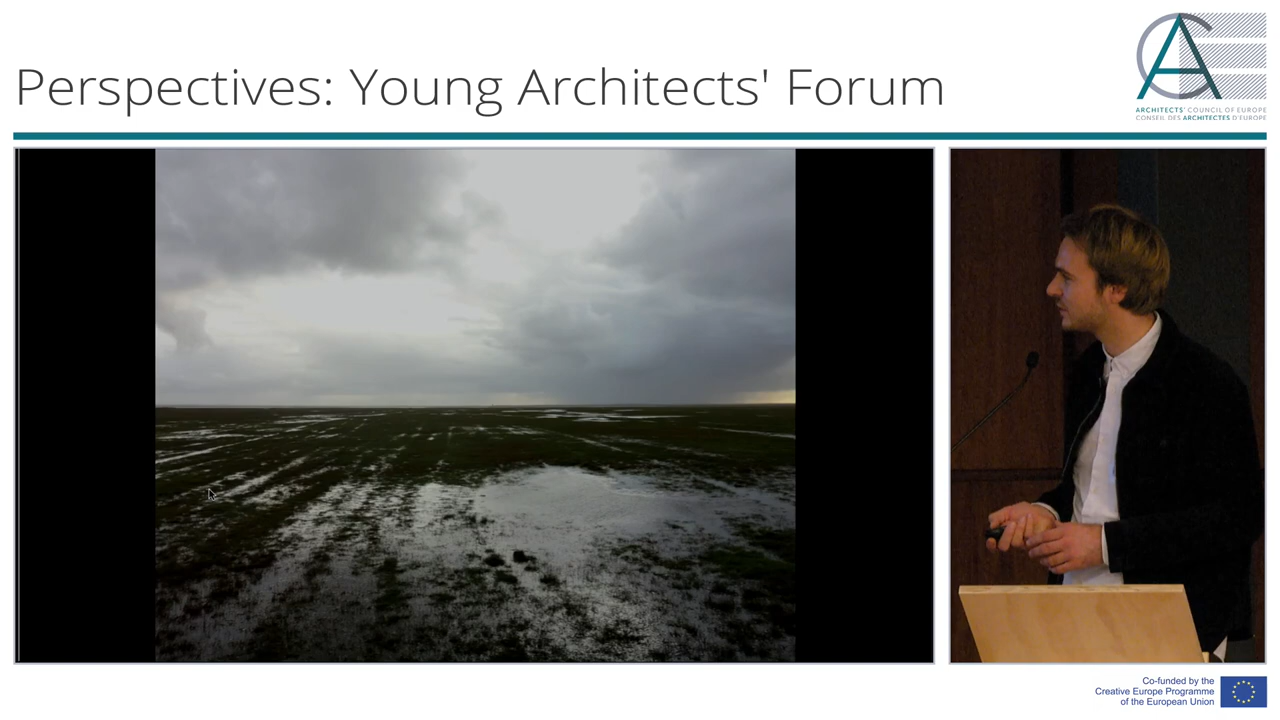 Perspectives: Young Architects' Forum
ARCHITECTS' COUNCIL OF EUROPE
CONSEIL DES ARCHITECTES D'EUROPE
Co-funded by the
Creative Europe Programme
of the European Union